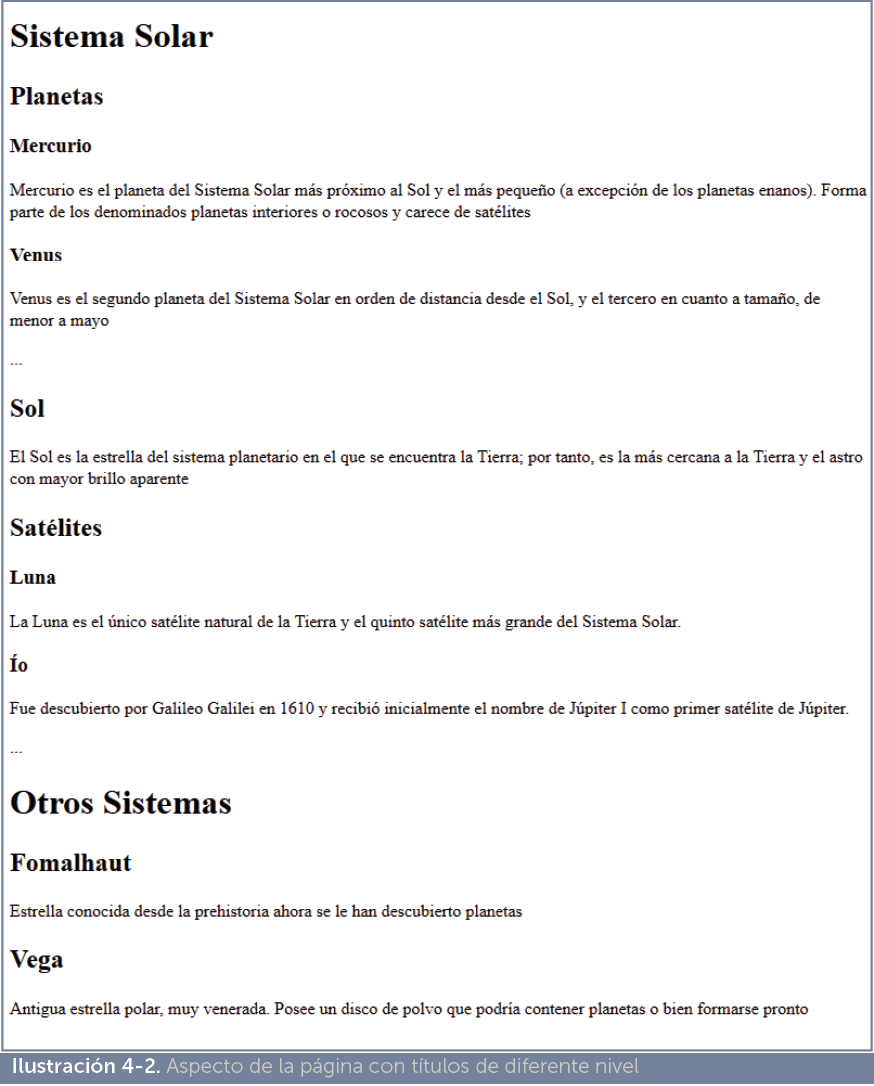 Sistema Solar
Planetas
Mercurio
Mercurio es el planeta del Sistema Solar más próximo al Sol y el más pequeño (a excepción de los planetas enanos). Forma
parte de los denominados planetas interiores o rocosos y carece de satélites
Venus
Venus es el segundo planeta del Sistema Solar en orden de distancia desde el Sol, y el tercero en cuanto a tamaño, de
menor a mayo
...
Sol
El Sol es la estrella del sistema planetario en el que se encuentra la Tierra; por tanto, es la más cercana a la Tierra y el astro
con mayor brillo aparente
Satélites
Luna
La Luna es el único satélite natural de la Tierra y el quinto satélite más grande del Sistema Solar.
Ío
Fue descubierto por Galileo Galilei en 1610 y recibió inicialmente el nombre de Júpiter I como primer satélite de Júpiter.
...
Otros Sistemas
Fomalhaut
Estrella conocida desde la prehistoria ahora se le han descubierto planetas
Vega
Antigua estrella polar, muy venerada. Posee un disco de polvo que podría contener planetas o bien formarse pronto
Ilustración 4-2. Aspecto de la página con títulos de diferente nivel